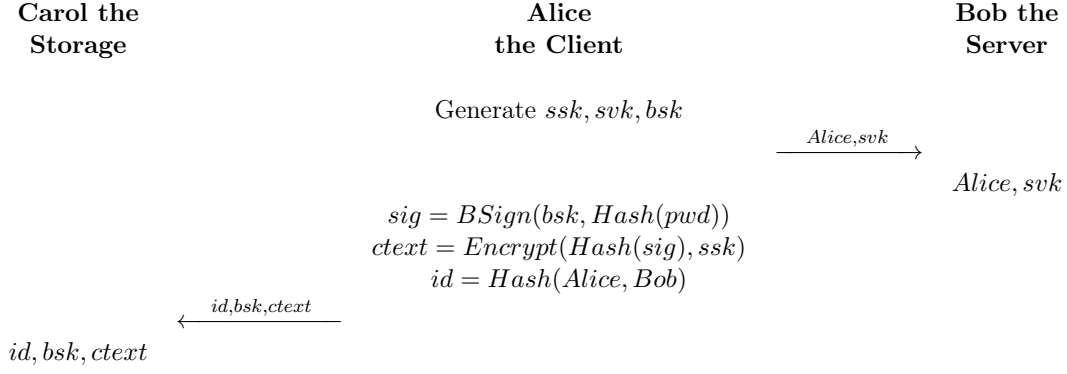 Carol the Storage
Alice the Client
Bob the Server
Generate ssk, svk, bsk
Alice,svk
Alice, svk
sig = BSign(bsk, Hash(pwd))
ctext = Encrypt(Hash(sig), ssk)
id = Hash(Alice, Bob)
id,bsk,ctext
id, bsk, ctext